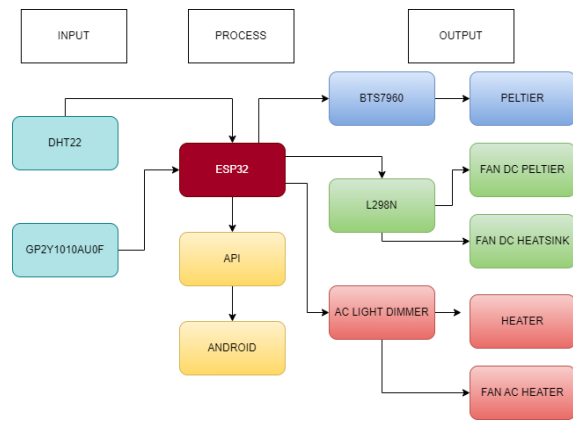 INPUT
PROCESS
OUTPUT
BTS7960
PELTIER
DHT22
ESP32
FAN DC PELTIER
L298N
GP2Y1010AU0F
API
FAN DC HEATSINK
AC LIGHT DIMMER
HEATER
ANDROID
FAN AC HEATER